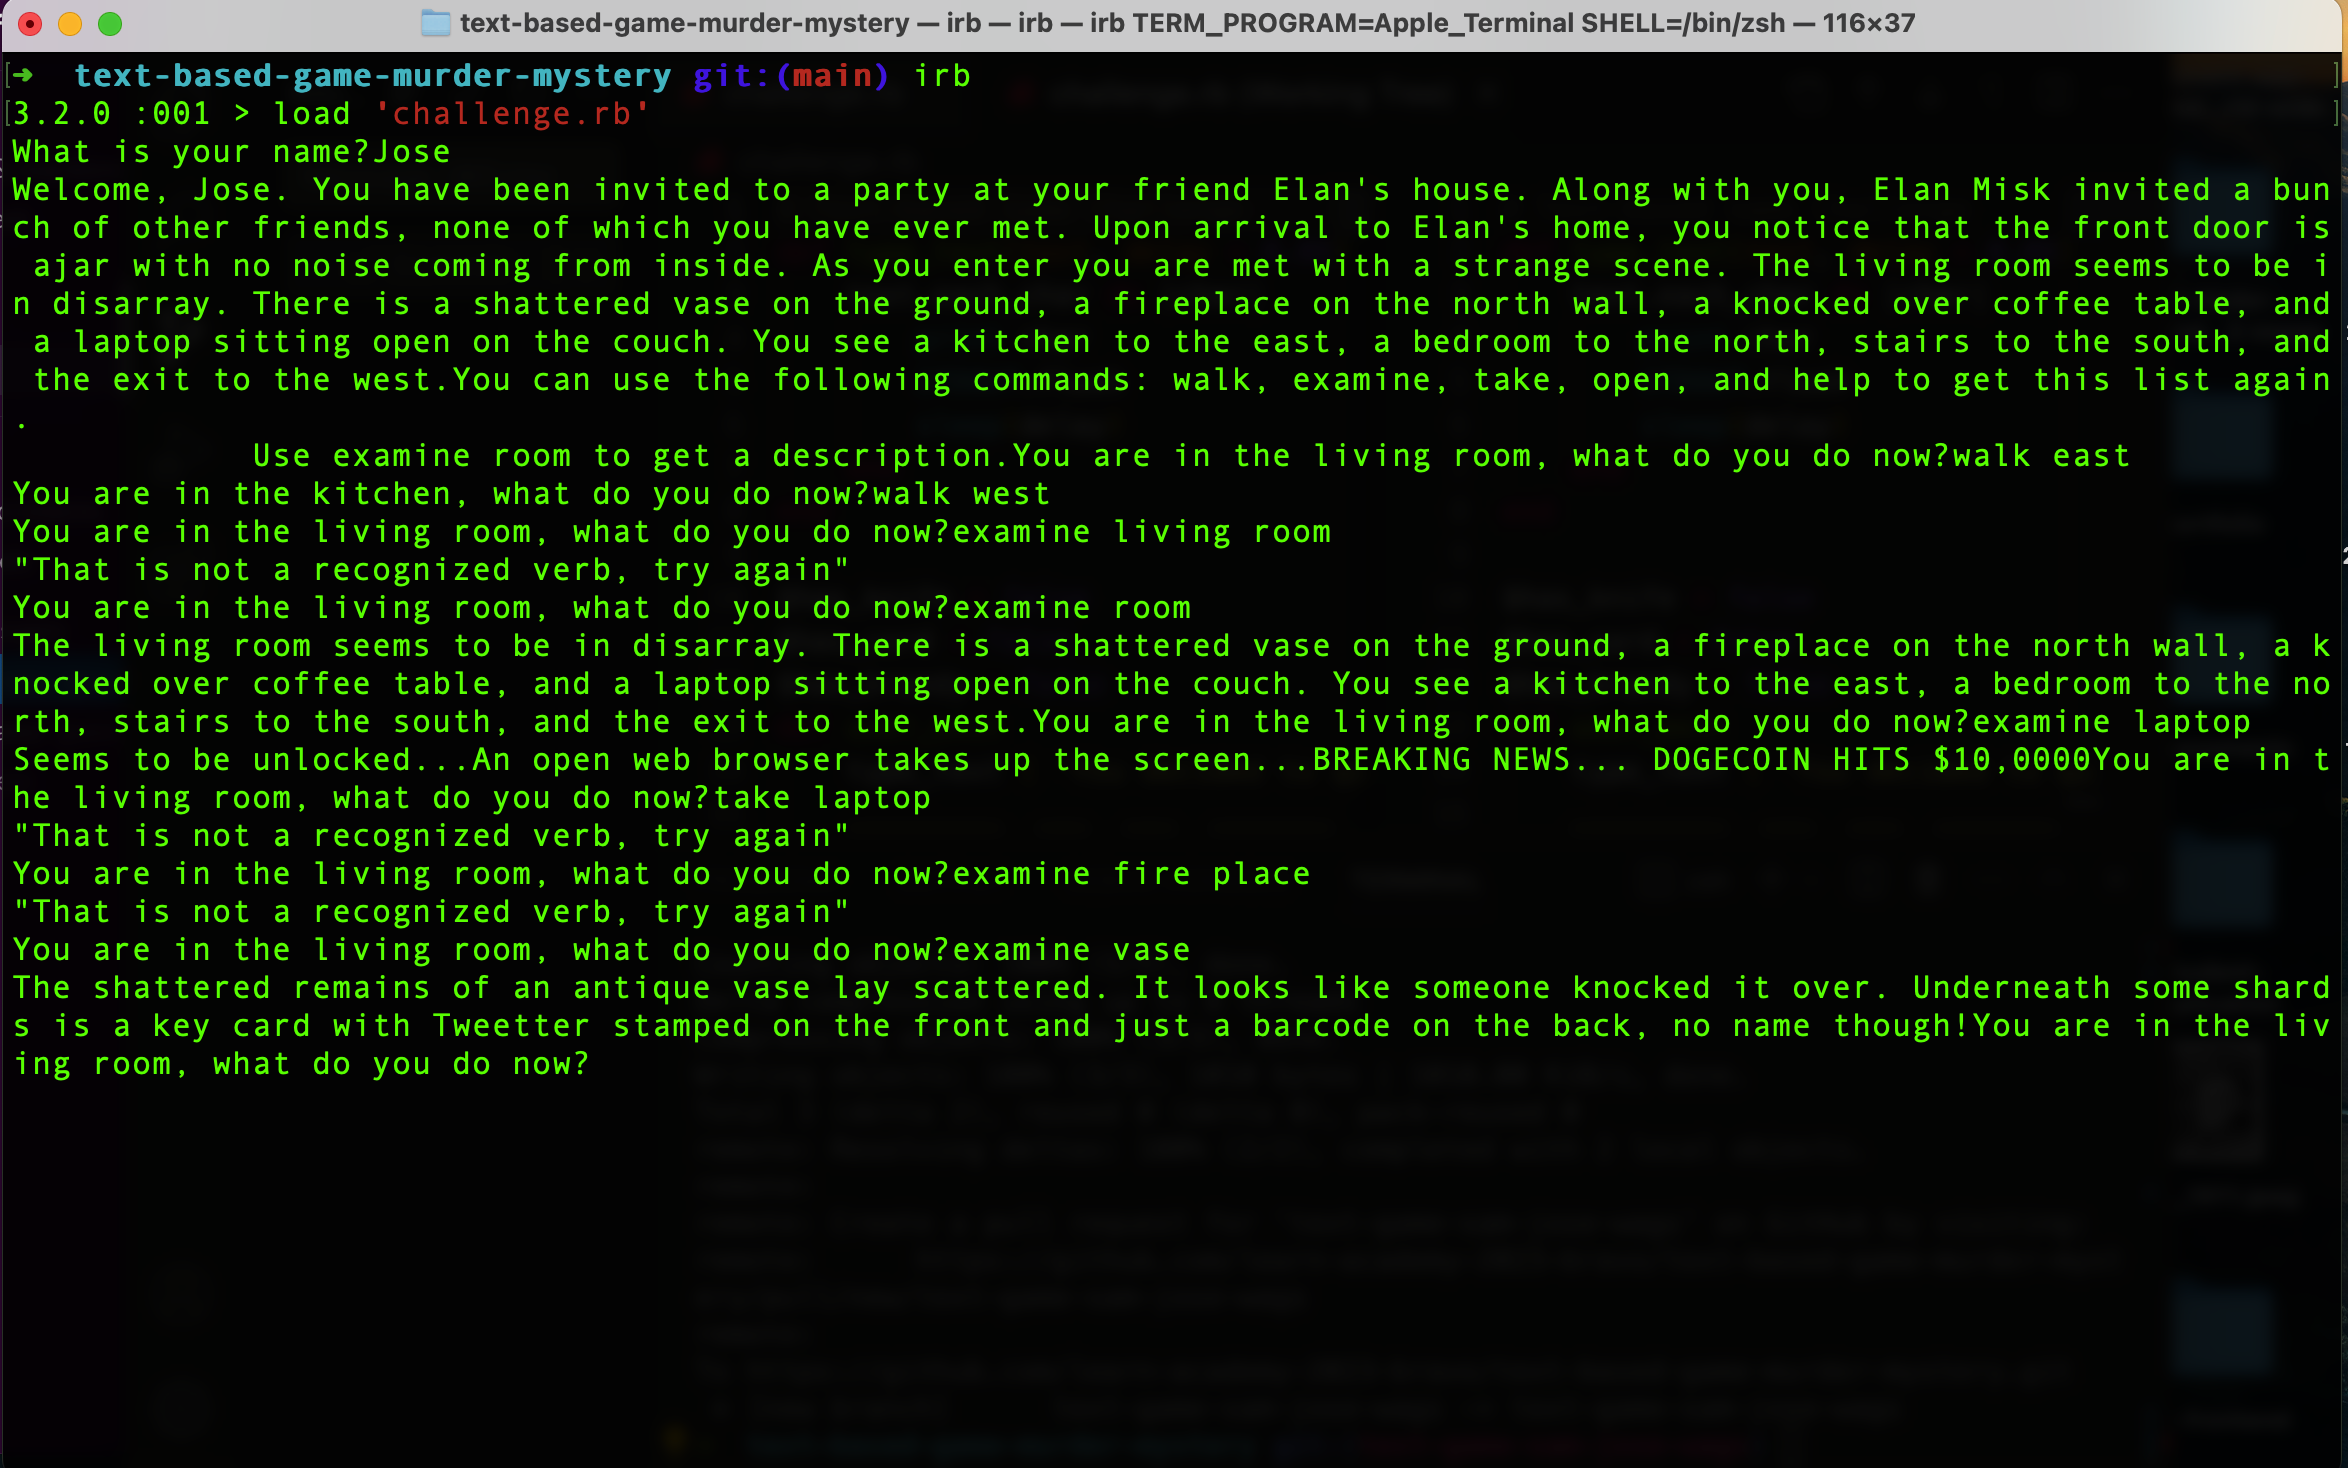 text-based-game-murder-mystery — irb — irb — irb TERM_PROGRAM=Apple_Terminal SHELL=/bin/zsh — 116×37
[➜  text-based-game-murder-mystery git:(main) irb ]
[3.2.0 :001 > load 'challenge.rb' ]
What is your name?Jose
Welcome, Jose. You have been invited to a party at your friend Elan's house. Along with you, Elan Misk invited a bun
ch of other friends, none of which you have ever met. Upon arrival to Elan's home, you notice that the front door is
 ajar with no noise coming from inside. As you enter you are met with a strange scene. The living room seems to be i
n disarray. There is a shattered vase on the ground, a fireplace on the north wall, a knocked over coffee table, and
 a laptop sitting open on the couch. You see a kitchen to the east, a bedroom to the north, stairs to the south, and
 the exit to the west.You can use the following commands: walk, examine, take, open, and help to get this list again
.
            Use examine room to get a description.You are in the living room, what do you do now?walk east
You are in the kitchen, what do you do now?walk west
You are in the living room, what do you do now?examine living room
"That is not a recognized verb, try again"
You are in the living room, what do you do now?examine room
The living room seems to be in disarray. There is a shattered vase on the ground, a fireplace on the north wall, a k
nocked over coffee table, and a laptop sitting open on the couch. You see a kitchen to the east, a bedroom to the no
rth, stairs to the south, and the exit to the west.You are in the living room, what do you do now?examine laptop
Seems to be unlocked...An open web browser takes up the screen...BREAKING NEWS... DOGECOIN HITS $10,0000You are in t
he living room, what do you do now?take laptop
"That is not a recognized verb, try again"
You are in the living room, what do you do now?examine fire place
"That is not a recognized verb, try again"
You are in the living room, what do you do now?examine vase
The shattered remains of an antique vase lay scattered. It looks like someone knocked it over. Underneath some shard
s is a key card with Tweetter stamped on the front and just a barcode on the back, no name though!You are in the liv
ing room, what do you do now?